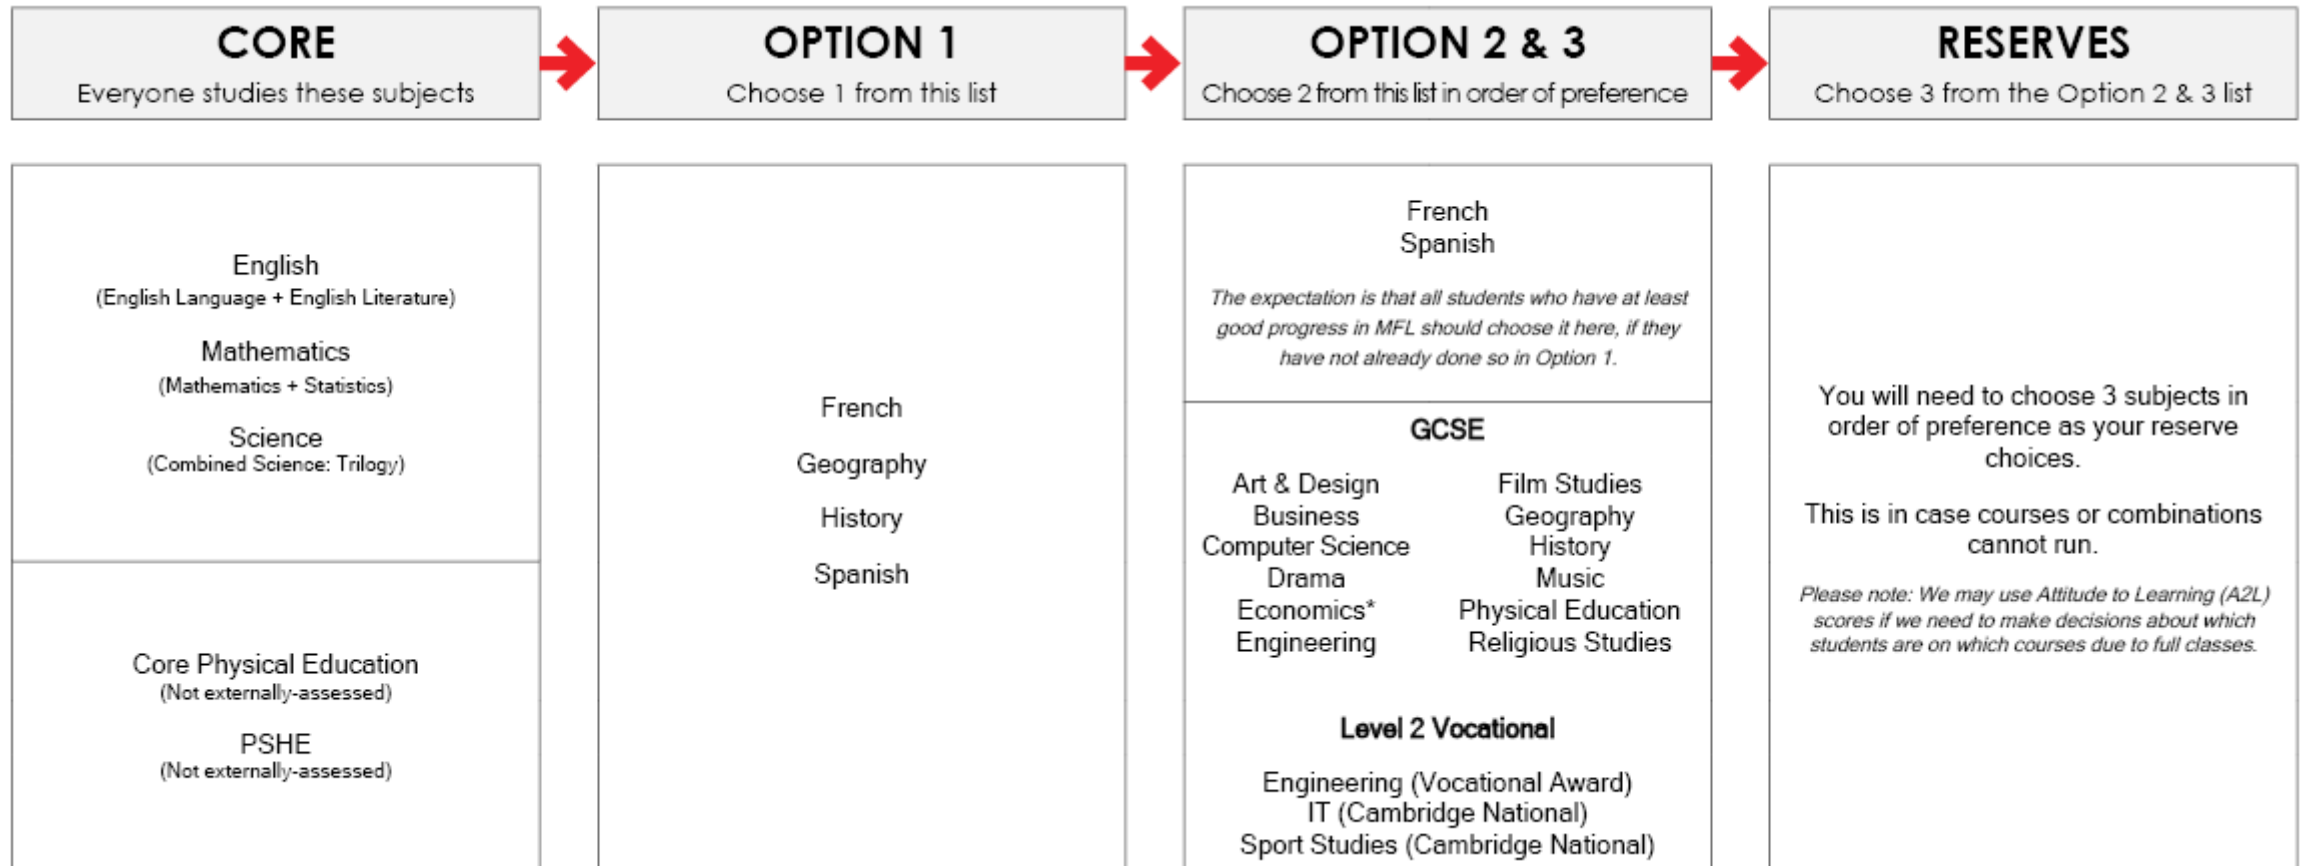 CORE
Everyone studies these subjects
OPTION 1
Choose 1 from this list
OPTION 2 & 3
Choose 2 from this list in order of preference
RESERVES
Choose 3 from the Option 2 & 3 list
English
(English Language + English Literature)
Mathematics
(Mathematics + Statistics)
Science
(Combined Science: Trilogy)
Core Physical Education
(Not externally-assessed)
PSHE
(Not externally-assessed)
French
Geography
History
Spanish
French
Spanish
The expectation is that all students who have at least
good progress in MFL should choose it here, if they
have not already done so in Option 1.
GCSE
Art & Design
Business
Computer Science
Drama
Economics*
Engineering
Film Studies
Geography
History
Music
Physical Education
Religious Studies
Level 2 Vocational
Engineering (Vocational Award)
IT (Cambridge National)
Sport Studies (Cambridge National)
You will need to choose 3 subjects in
order of preference as your reserve
choices.
This is in case courses or combinations
cannot run.
Please note: We may use Attitude to Learning (A2L)
scores if we need to make decisions about which
students are on which courses due to full classes.